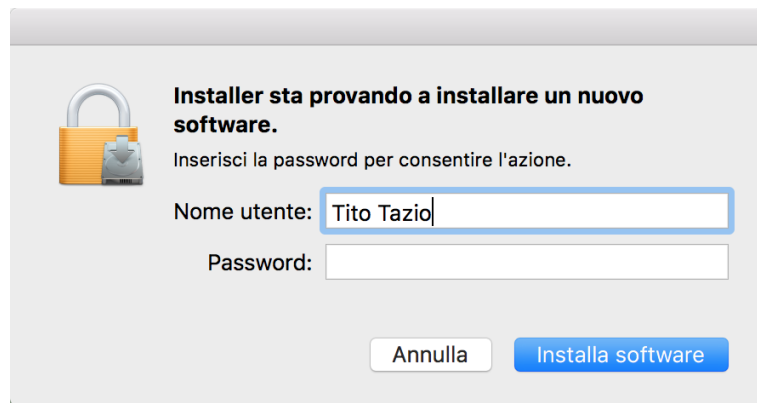 Installer sta provando a installare un nuovo
software.
Inserisci la password per consentire l'azione.
Nome utente: Tito Tazio
Password:
Annulla Installa software